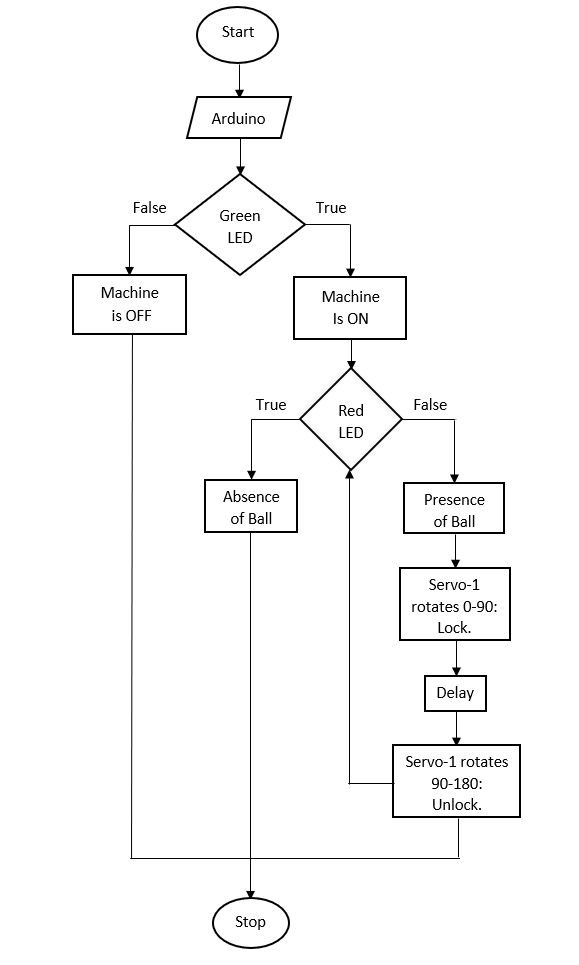 Start
Arduino
False
True
Green
LED
Machine
is OFF
Machine
Is ON
True
False
Red
LED
Absence
of Ball
Presence
of Ball
Servo-1
rotates 0-90:
Lock.
Delay
Servo-1 rotates
90-180:
Unlock.
Stop